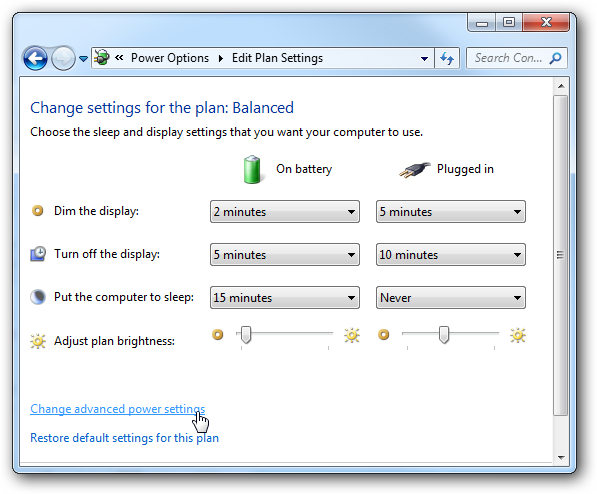 « Power Options ▸ Edit Plan Settings Search Con...
Change settings for the plan: Balanced
Choose the sleep and display settings that you want your computer to use.
On battery Plugged in
Dim the display: 2 minutes 5 minutes
Turn off the display: 5 minutes 10 minutes
Put the computer to sleep: 15 minutes Never
Adjust plan brightness:
Change advanced power settings
Restore default settings for this plan